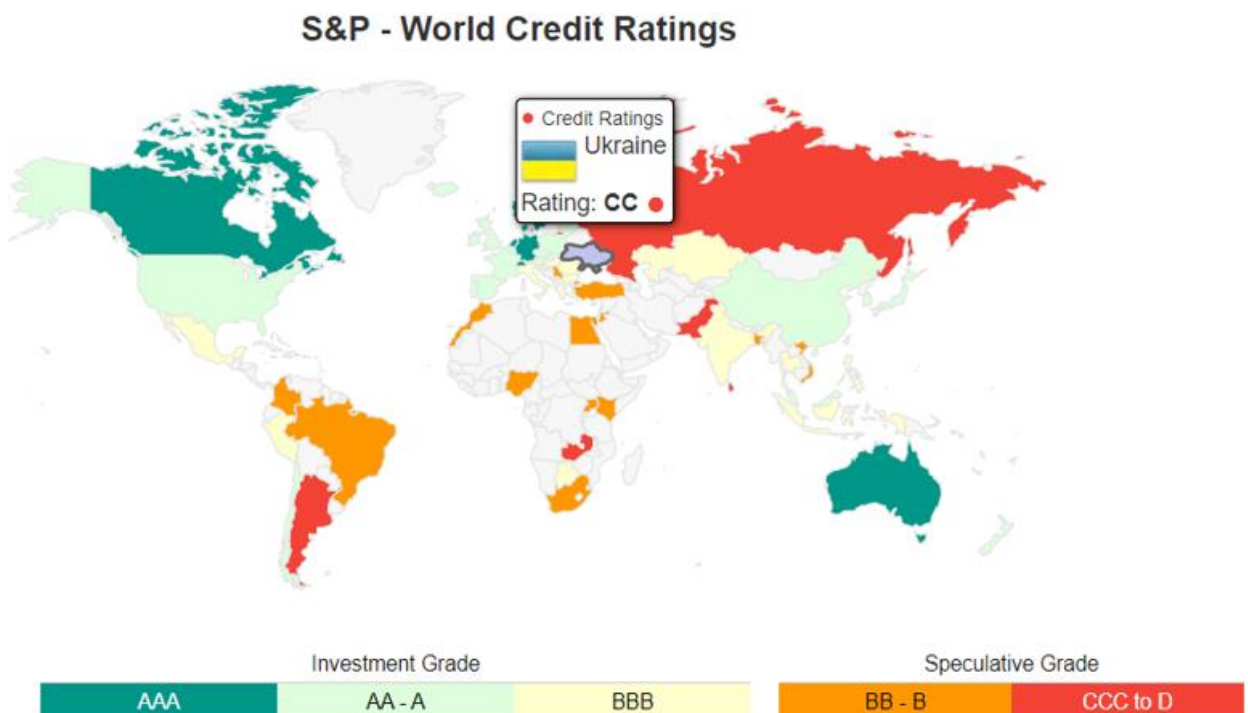 S&P - World Credit Ratings
Credit Ratings
Ukraine
Rating: CC
Investment Grade
Speculative Grade
AAA
AA - A
BBB
BB - B
CCC to D